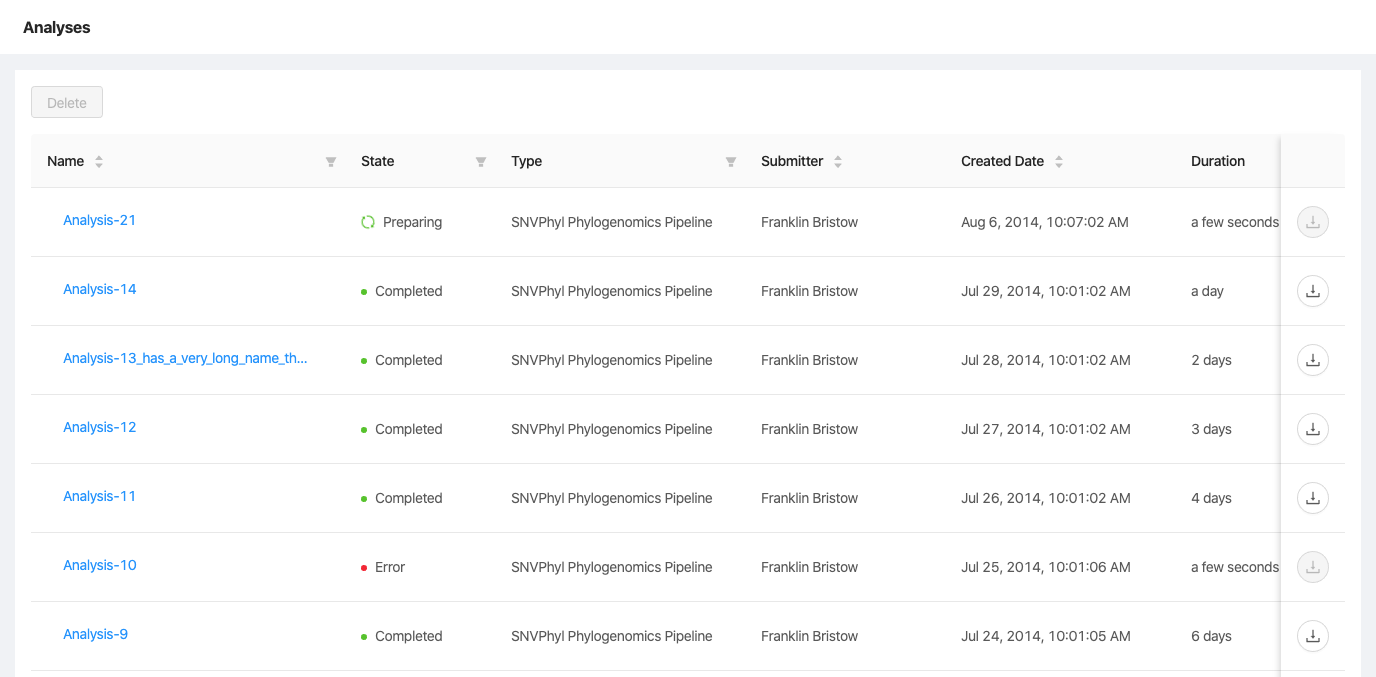 Analyses
Delete
Name State Type Submitter Created Date Duration
Analysis-21 Preparing SNVPhyl Phylogenomics Pipeline Franklin Bristow Aug 6, 2014, 10:07:02 AM a few seconds
Analysis-14 Completed SNVPhyl Phylogenomics Pipeline Franklin Bristow Jul 29, 2014, 10:01:02 AM a day
Analysis-13_has_a_very_long_name_th... Completed SNVPhyl Phylogenomics Pipeline Franklin Bristow Jul 28, 2014, 10:01:02 AM 2 days
Analysis-12 Completed SNVPhyl Phylogenomics Pipeline Franklin Bristow Jul 27, 2014, 10:01:02 AM 3 days
Analysis-11 Completed SNVPhyl Phylogenomics Pipeline Franklin Bristow Jul 26, 2014, 10:01:02 AM 4 days
Analysis-10 Error SNVPhyl Phylogenomics Pipeline Franklin Bristow Jul 25, 2014, 10:01:06 AM a few seconds
Analysis-9 Completed SNVPhyl Phylogenomics Pipeline Franklin Bristow Jul 24, 2014, 10:01:05 AM 6 days